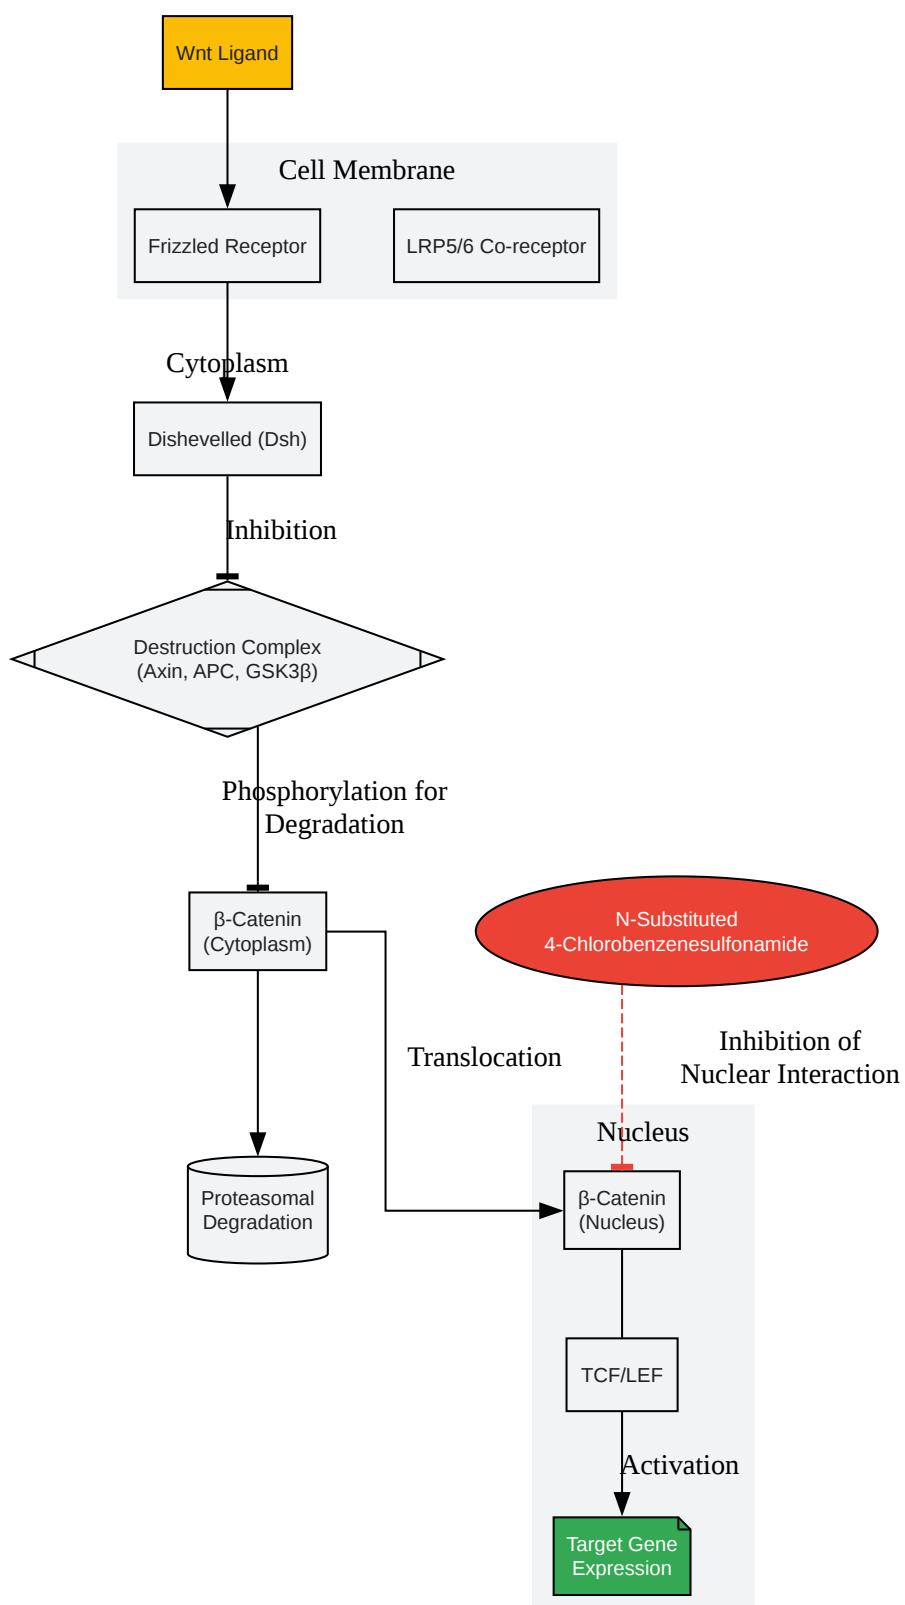 Wnt Ligand
Cell Membrane
Frizzled Receptor
LRP5/6 Co-receptor
Cytoplasm
Dishevelled (Dsh)
Inhibition
Destruction Complex
(Axin, APC, GSK3β)
Phosphorylation for
Degradation
β-Catenin
(Cytoplasm)
N-Substituted
4-Chlorobenzenesulfonamide
Translocation
Inhibition of
Nuclear Interaction
Nucleus
Proteasomal
Degradation
β-Catenin
(Nucleus)
TCF/LEF
Activation
Target Gene
Expression